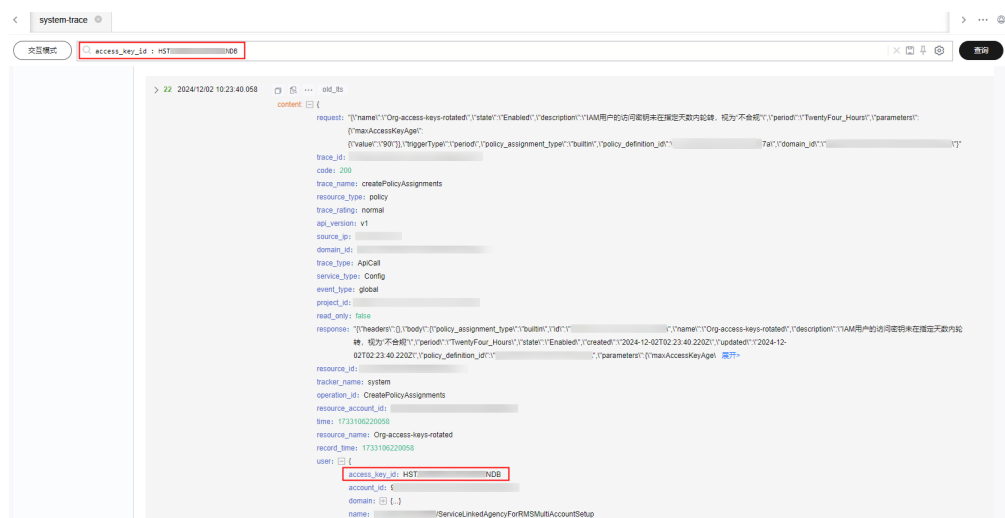 system-trace
交互模式
access_key_id : HST NDB
查询
22 2024/12/02 10:23:40.058 old_lts
content: {
request: "{\"name\":\"Org-access-keys-rotated\",\"state\":\"Enabled\",\"description\":\"IAM用户的访问密钥未在指定天数内轮转，视为“不合规”\",\"period\":\"TwentyFour_Hours\",\"parameters\":
{\"maxAccessKeyAge\":
{\"value\":\"90\"}},\"triggerType\":\"period\",\"policy_assignment_type\":\"builtin\",\"policy_definition_id\":\ 7a\",\"domain_id\":\" \"}"
trace_id:
code: 200
trace_name: createPolicyAssignments
resource_type: policy
trace_rating: normal
api_version: v1
source_ip:
domain_id:
trace_type: ApiCall
service_type: Config
event_type: global
project_id:
read_only: false
response: "{\"headers\":{},\"body\":{\"policy_assignment_type\":\"builtin\",\"id\":\" \",\"name\":\"Org-access-keys-rotated\",\"description\":\"IAM用户的访问密钥未在指定天数内轮
转，视为“不合规”\",\"period\":\"TwentyFour_Hours\",\"state\":\"Enabled\",\"created\":\"2024-12-02T02:23:40.220Z\",\"updated\":\"2024-12-
02T02:23:40.220Z\",\"policy_definition_id\":\" \",\"parameters\":{\"maxAccessKeyAge\ 展开>
resource_id:
tracker_name: system
operation_id: CreatePolicyAssignments
resource_account_id:
time: 1733106220058
resource_name: Org-access-keys-rotated
record_time: 1733106220058
user: {
access_key_id: HST NDB
account_id:
domain: {...}
name: /ServiceLinkedAgencyForRMSMultiAccountSetup